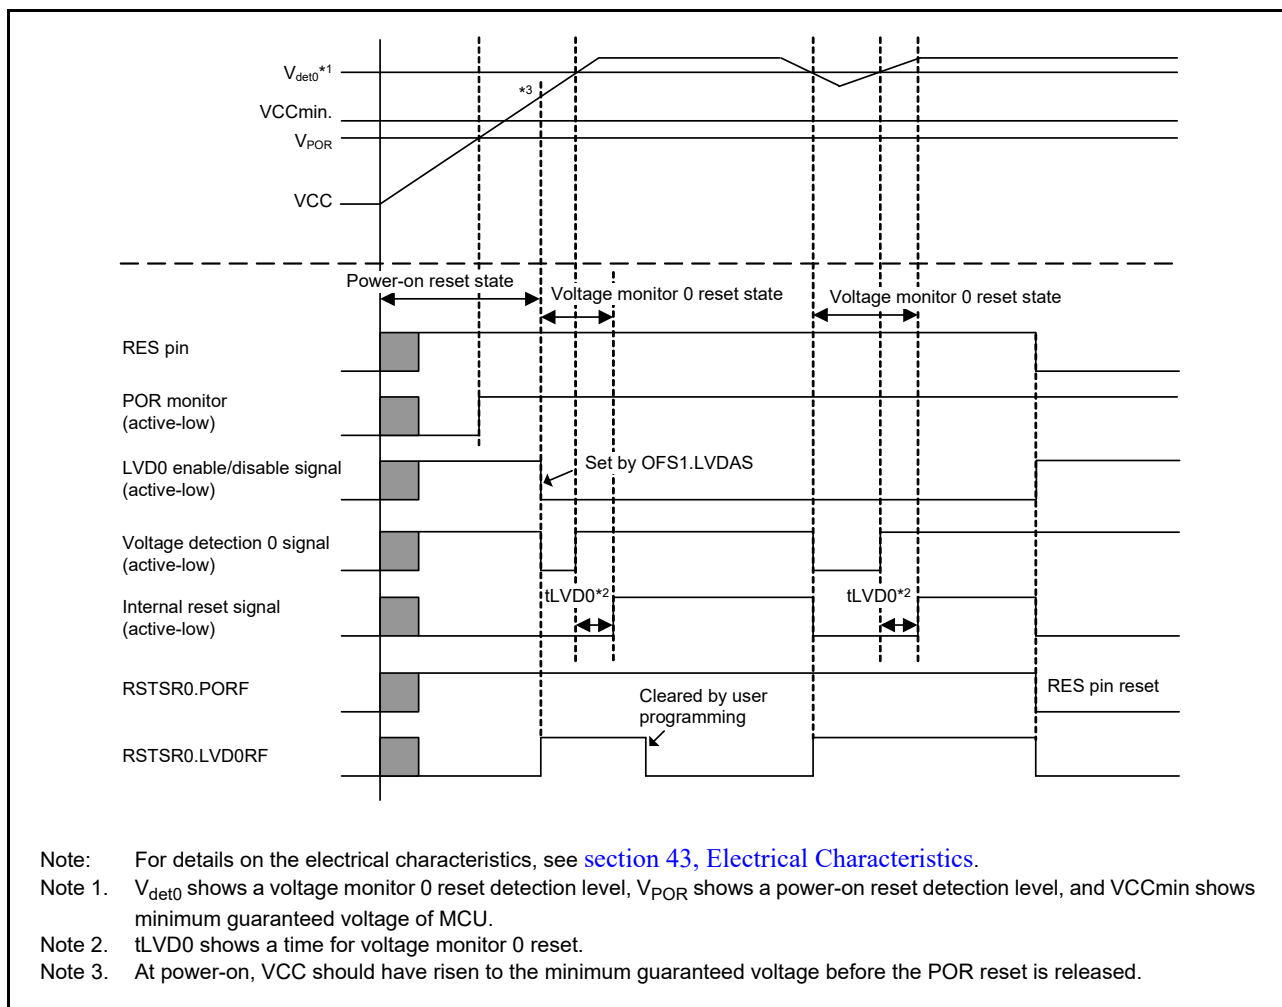 Vdet0*1
*3
VCCmin.
VPOR
VCC
Power-on reset state
Voltage monitor 0 reset state
Voltage monitor 0 reset state
RES pin
POR monitor
(active-low)
LVD0 enable/disable signal
(active-low)
Set by OFS1.LVDAS
Voltage detection 0 signal
(active-low)
Internal reset signal
(active-low)
tLVD0*2
tLVD0*2
RSTSR0.PORF
RES pin reset
Cleared by user
programming
RSTSR0.LVD0RF
Note: For details on the electrical characteristics, see section 43, Electrical Characteristics.
Note 1. Vdet0 shows a voltage monitor 0 reset detection level, VPOR shows a power-on reset detection level, and VCCmin shows
minimum guaranteed voltage of MCU.
Note 2. tLVD0 shows a time for voltage monitor 0 reset.
Note 3. At power-on, VCC should have risen to the minimum guaranteed voltage before the POR reset is released.